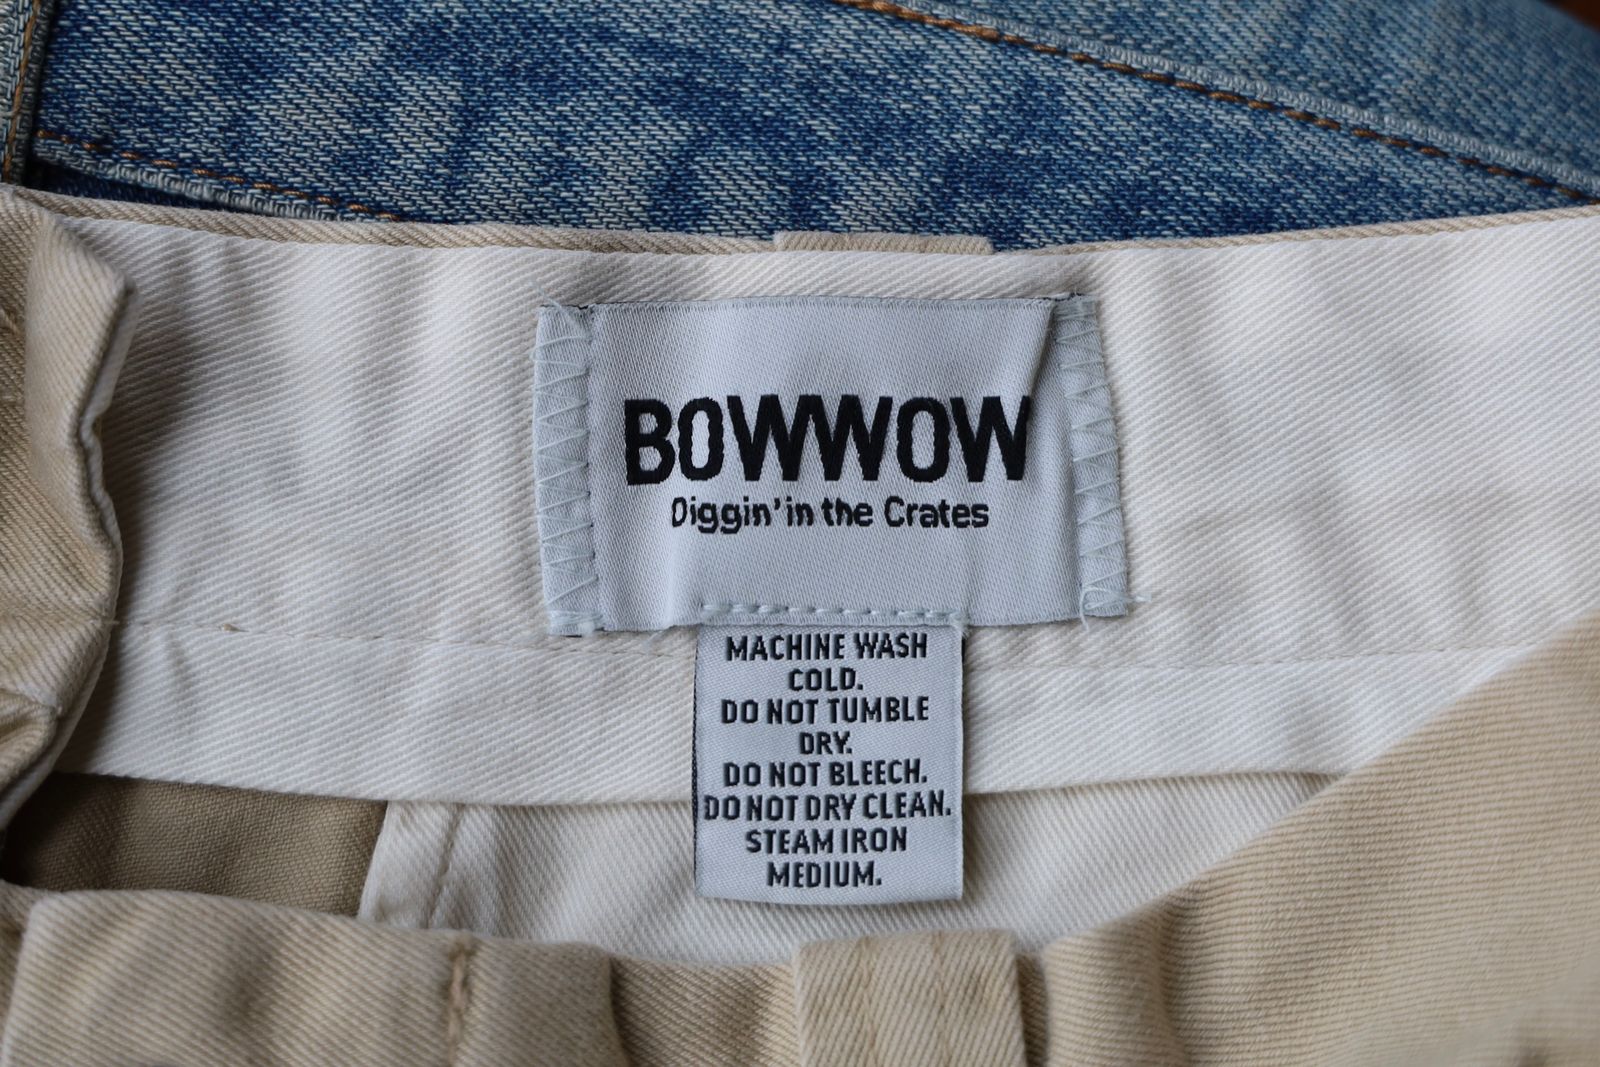 BOWWOW
Diggin' in the Crates
MACHINE WASH
COLD.
DO NOT TUMBLE
DRY.
DO NOT BLEECH.
DO NOT DRY CLEAN.
STEAM IRON
MEDIUM.